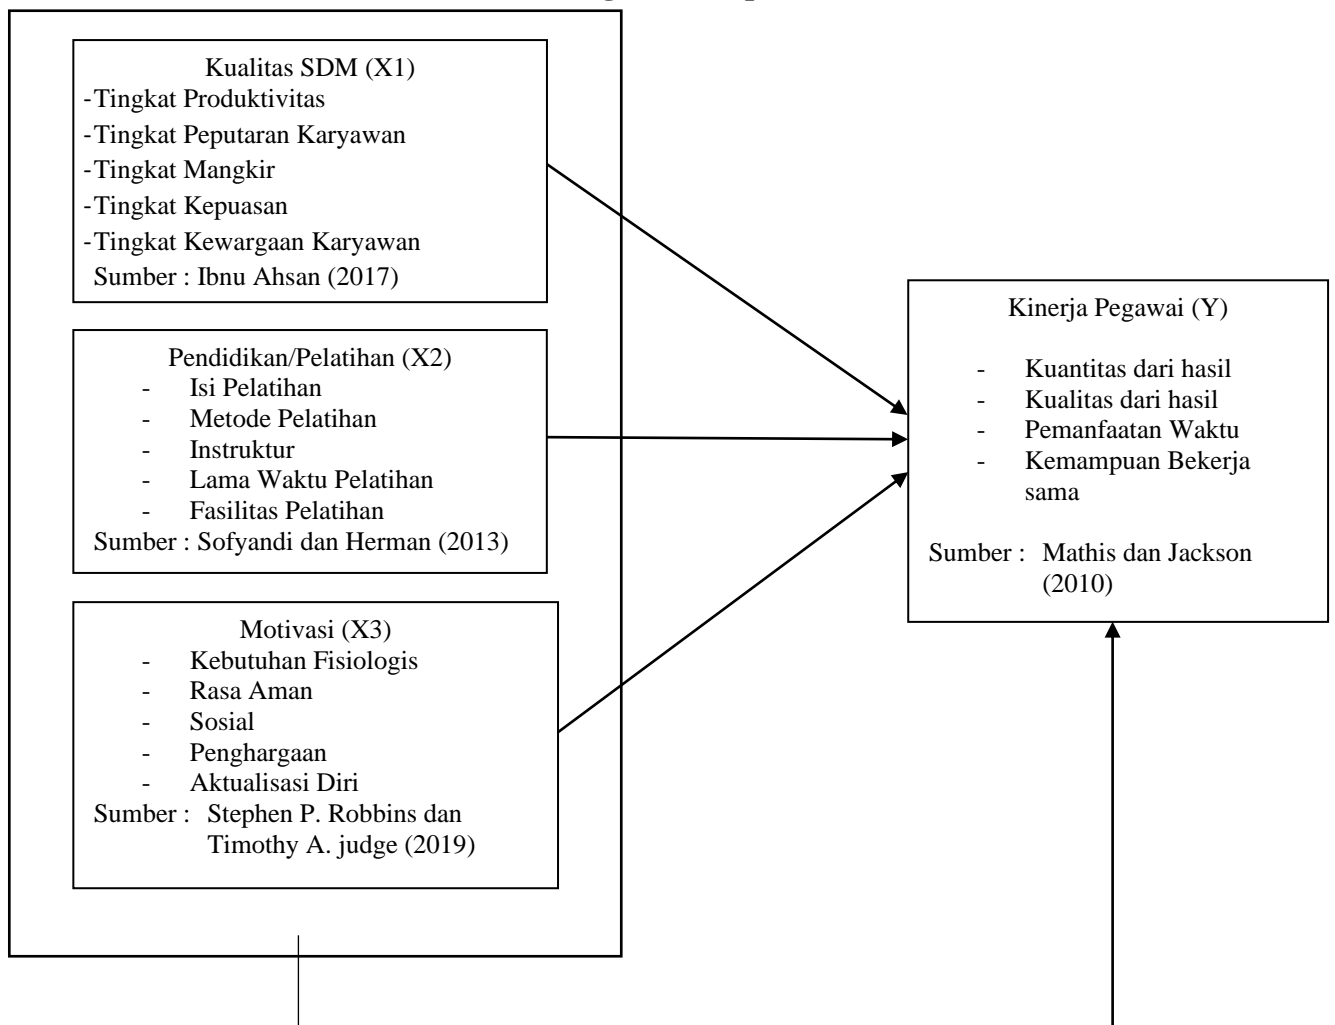 Kualitas SDM (X1)
-Tingkat Produktivitas
-Tingkat Peputaran Karyawan
-Tingkat Mangkir
-Tingkat Kepuasan
-Tingkat Kewargaan Karyawan
Sumber : Ibnu Ahsan (2017)
Pendidikan/Pelatihan (X2)
- Isi Pelatihan
- Metode Pelatihan
- Instruktur
- Lama Waktu Pelatihan
- Fasilitas Pelatihan
Sumber : Sofyandi dan Herman (2013)
Motivasi (X3)
- Kebutuhan Fisiologis
- Rasa Aman
- Sosial
- Penghargaan
- Aktualisasi Diri
Sumber : Stephen P. Robbins dan
Timothy A. judge (2019)
Kinerja Pegawai (Y)
- Kuantitas dari hasil
- Kualitas dari hasil
- Pemanfaatan Waktu
- Kemampuan Bekerja
sama
Sumber : Mathis dan Jackson
(2010)